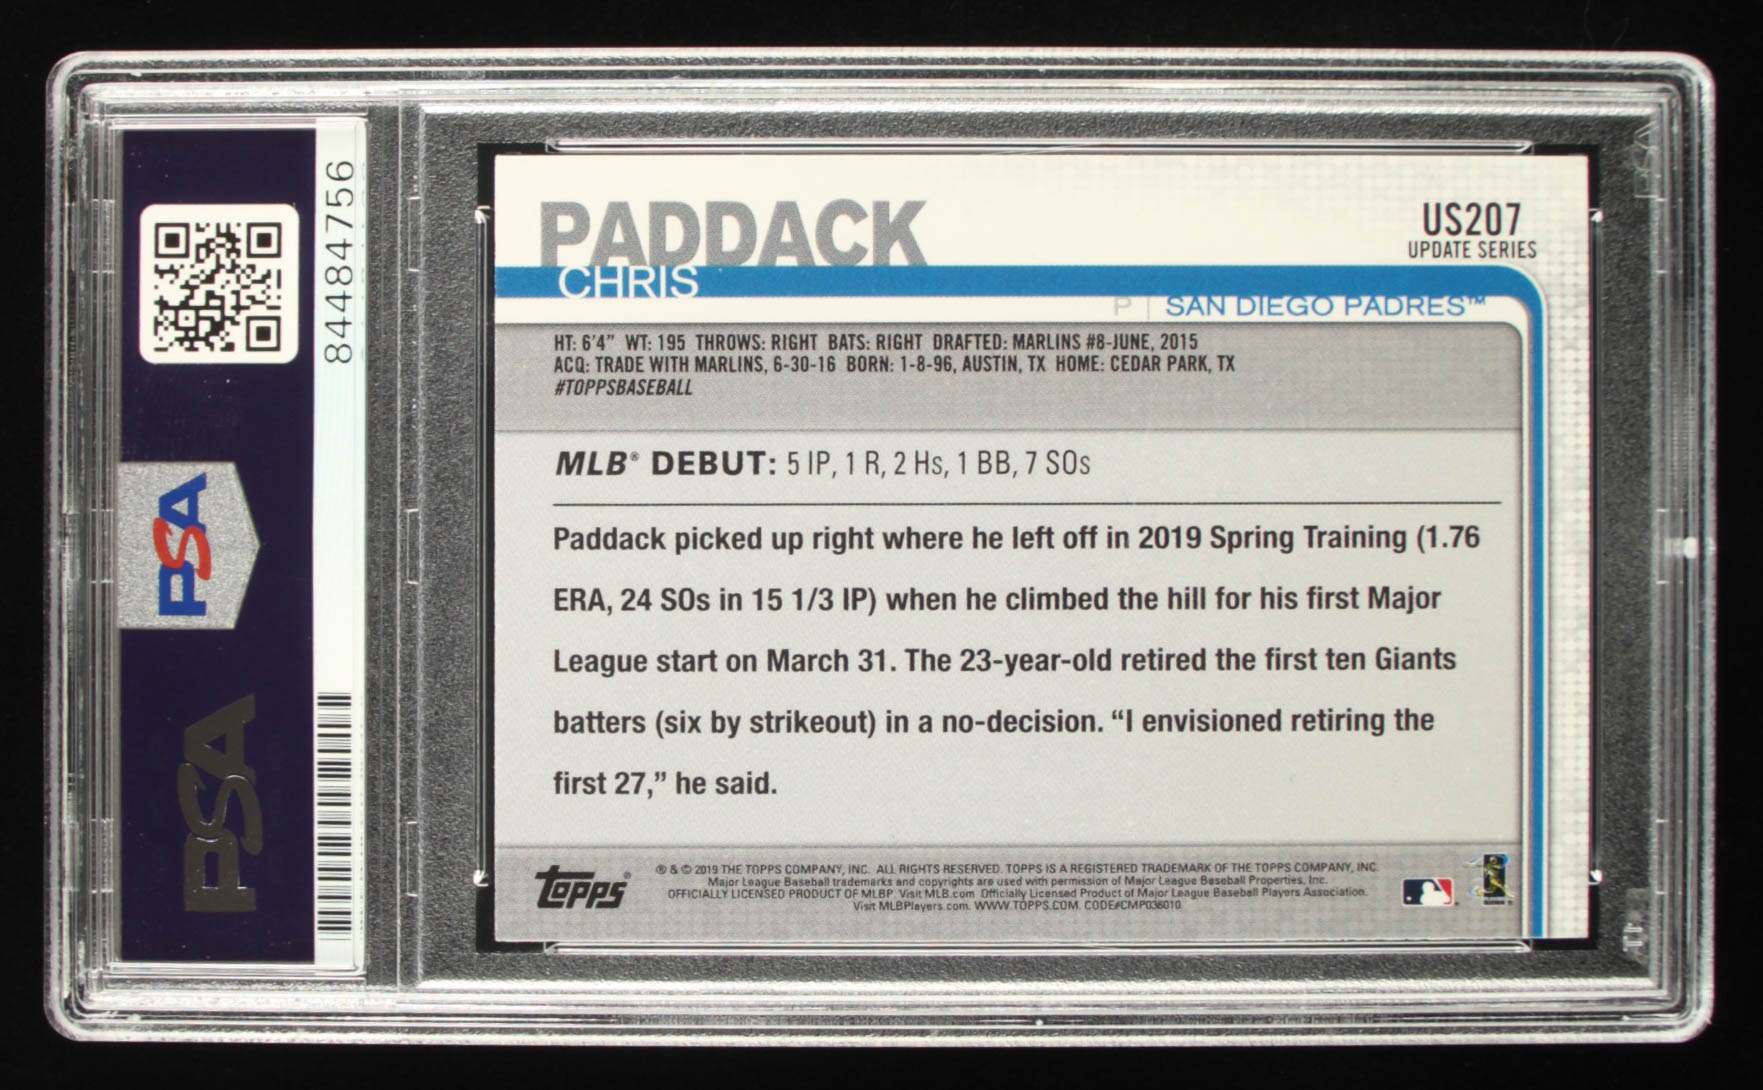 84484756
PSA
PSA
PADDACK
CHRIS
US207
UPDATE SERIES
P | SAN DIEGO PADRES™
HT: 6'4" WT: 195 THROWS: RIGHT BATS: RIGHT DRAFTED: MARLINS #8-JUNE, 2015
ACQ: TRADE WITH MARLINS, 6-30-16 BORN: 1-8-96, AUSTIN, TX HOME: CEDAR PARK, TX
#TOPPSBASEBALL
MLB® DEBUT: 5 IP, 1 R, 2 Hs, 1 BB, 7 SOs
Paddack picked up right where he left off in 2019 Spring Training (1.76
ERA, 24 SOs in 15 1/3 IP) when he climbed the hill for his first Major
League start on March 31. The 23-year-old retired the first ten Giants
batters (six by strikeout) in a no-decision. “I envisioned retiring the
first 27,” he said.
Topps®
® & © 2019 THE TOPPS COMPANY, INC. ALL RIGHTS RESERVED. TOPPS IS A REGISTERED TRADEMARK OF THE TOPPS COMPANY, INC.
Major League Baseball trademarks and copyrights are used with permission of Major League Baseball Properties, Inc.
OFFICIALLY LICENSED PRODUCT OF MLBP. Visit MLB.com Officially Licensed Product of Major League Baseball Players Association.
Visit MLBPlayers.com. WWW.TOPPS.COM. CODE#CMP036010